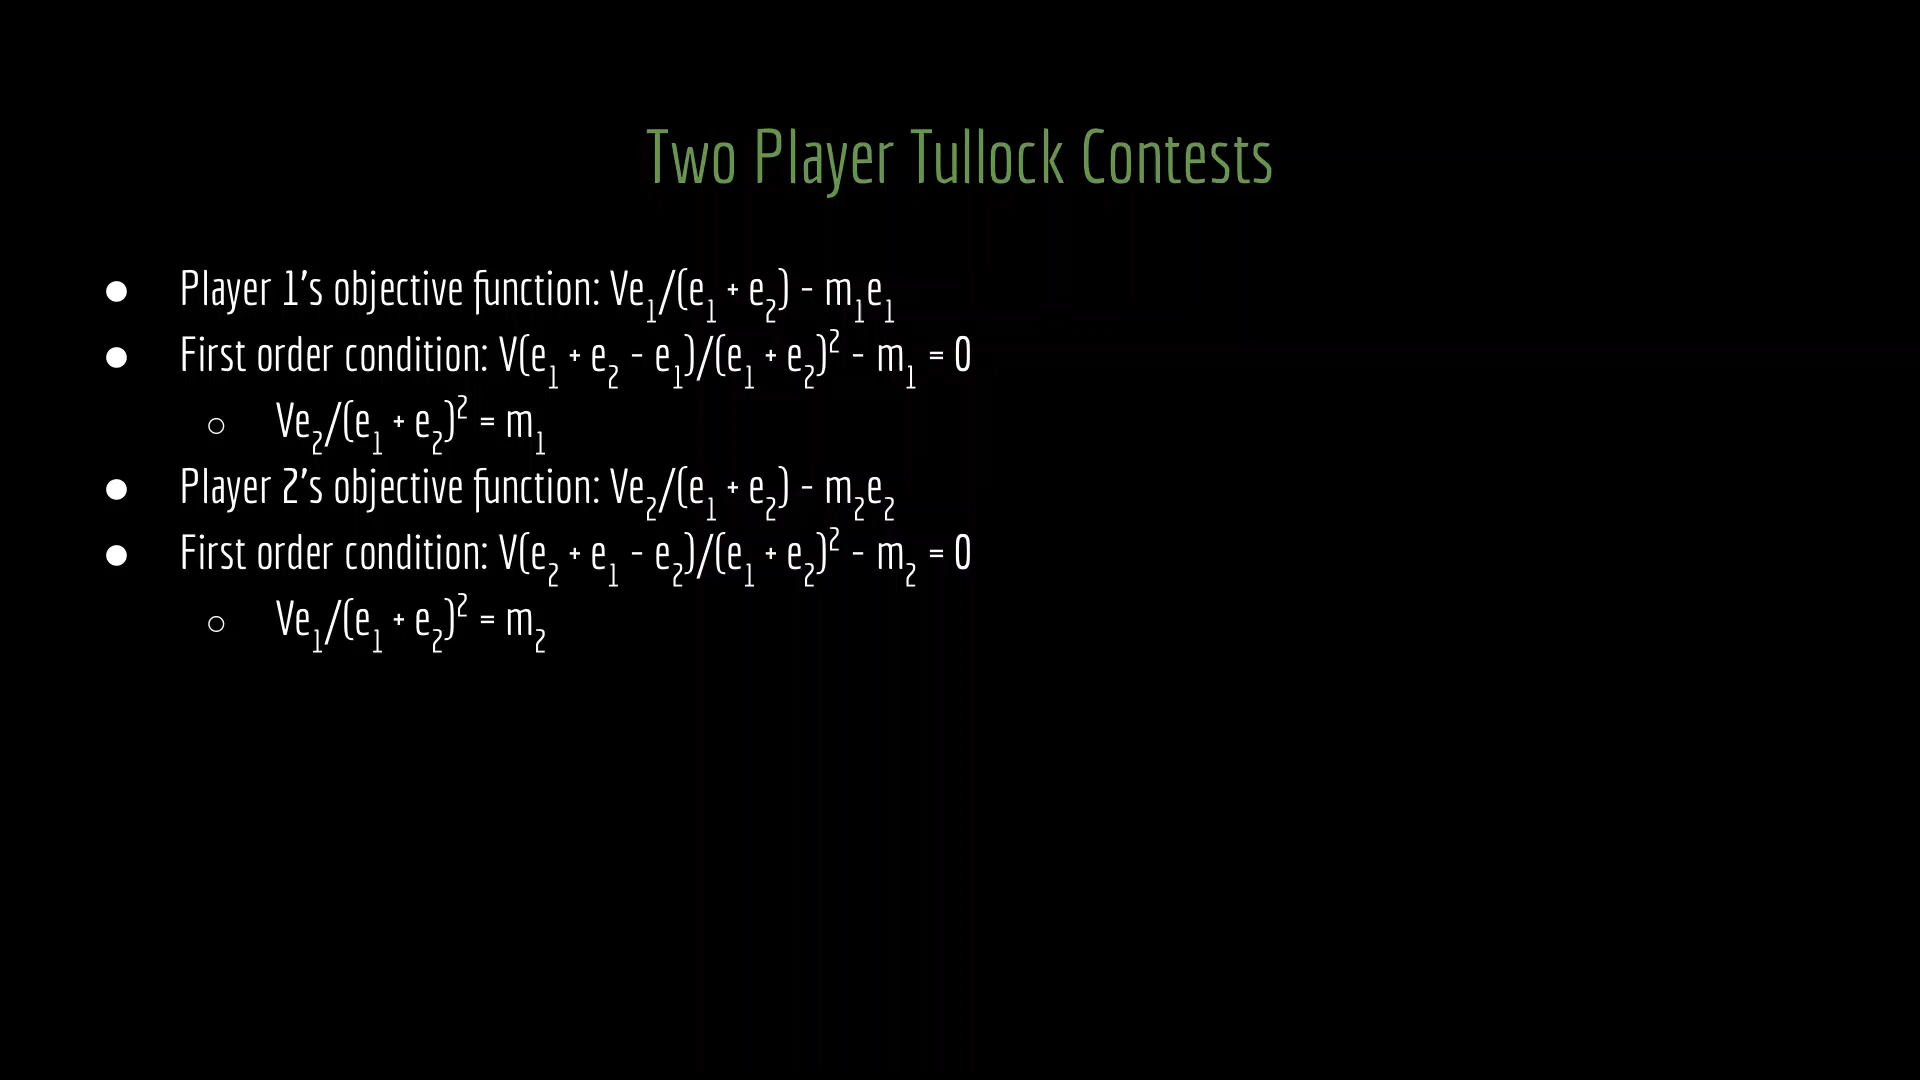 Two Player Tullock Contests
● Player 1's objective function: Ve₁/(e₁ + e₂) - m₁e₁
● First order condition: V(e₁ + e₂ - e₁)/(e₁ + e₂)² - m₁ = 0
○ Ve₂/(e₁ + e₂)² = m₁
● Player 2's objective function: Ve₂/(e₁ + e₂) - m₂e₂
● First order condition: V(e₂ + e₁ - e₂)/(e₁ + e₂)² - m₂ = 0
○ Ve₁/(e₁ + e₂)² = m₂